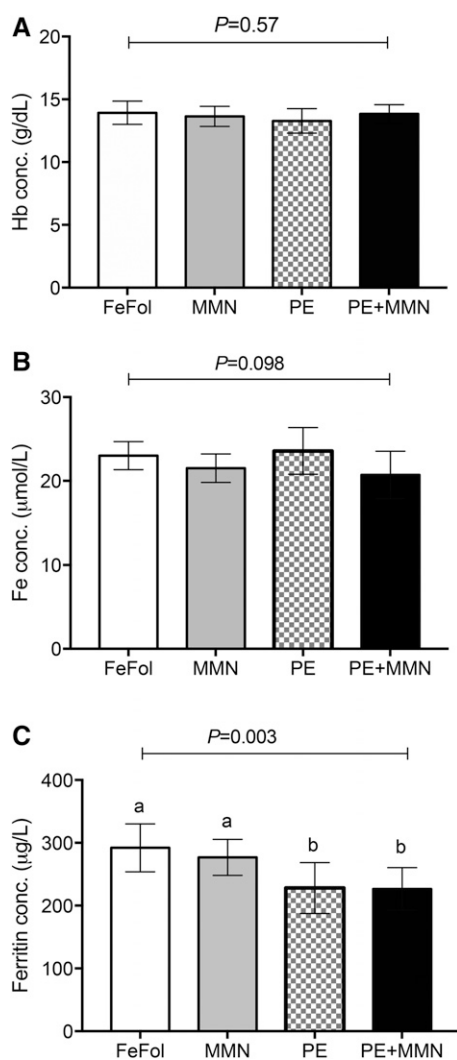 A
P=0.57
Hb conc. (g/dL)
20
15
10
5
0
FeFol MMN PE PE+MMN
B
P=0.098
Fe conc. (μmol/L)
30
20
10
0
FeFol MMN PE PE+MMN
C
P=0.003
Ferritin conc. (μg/L)
400
300
200
100
0
a a b b
FeFol MMN PE PE+MMN